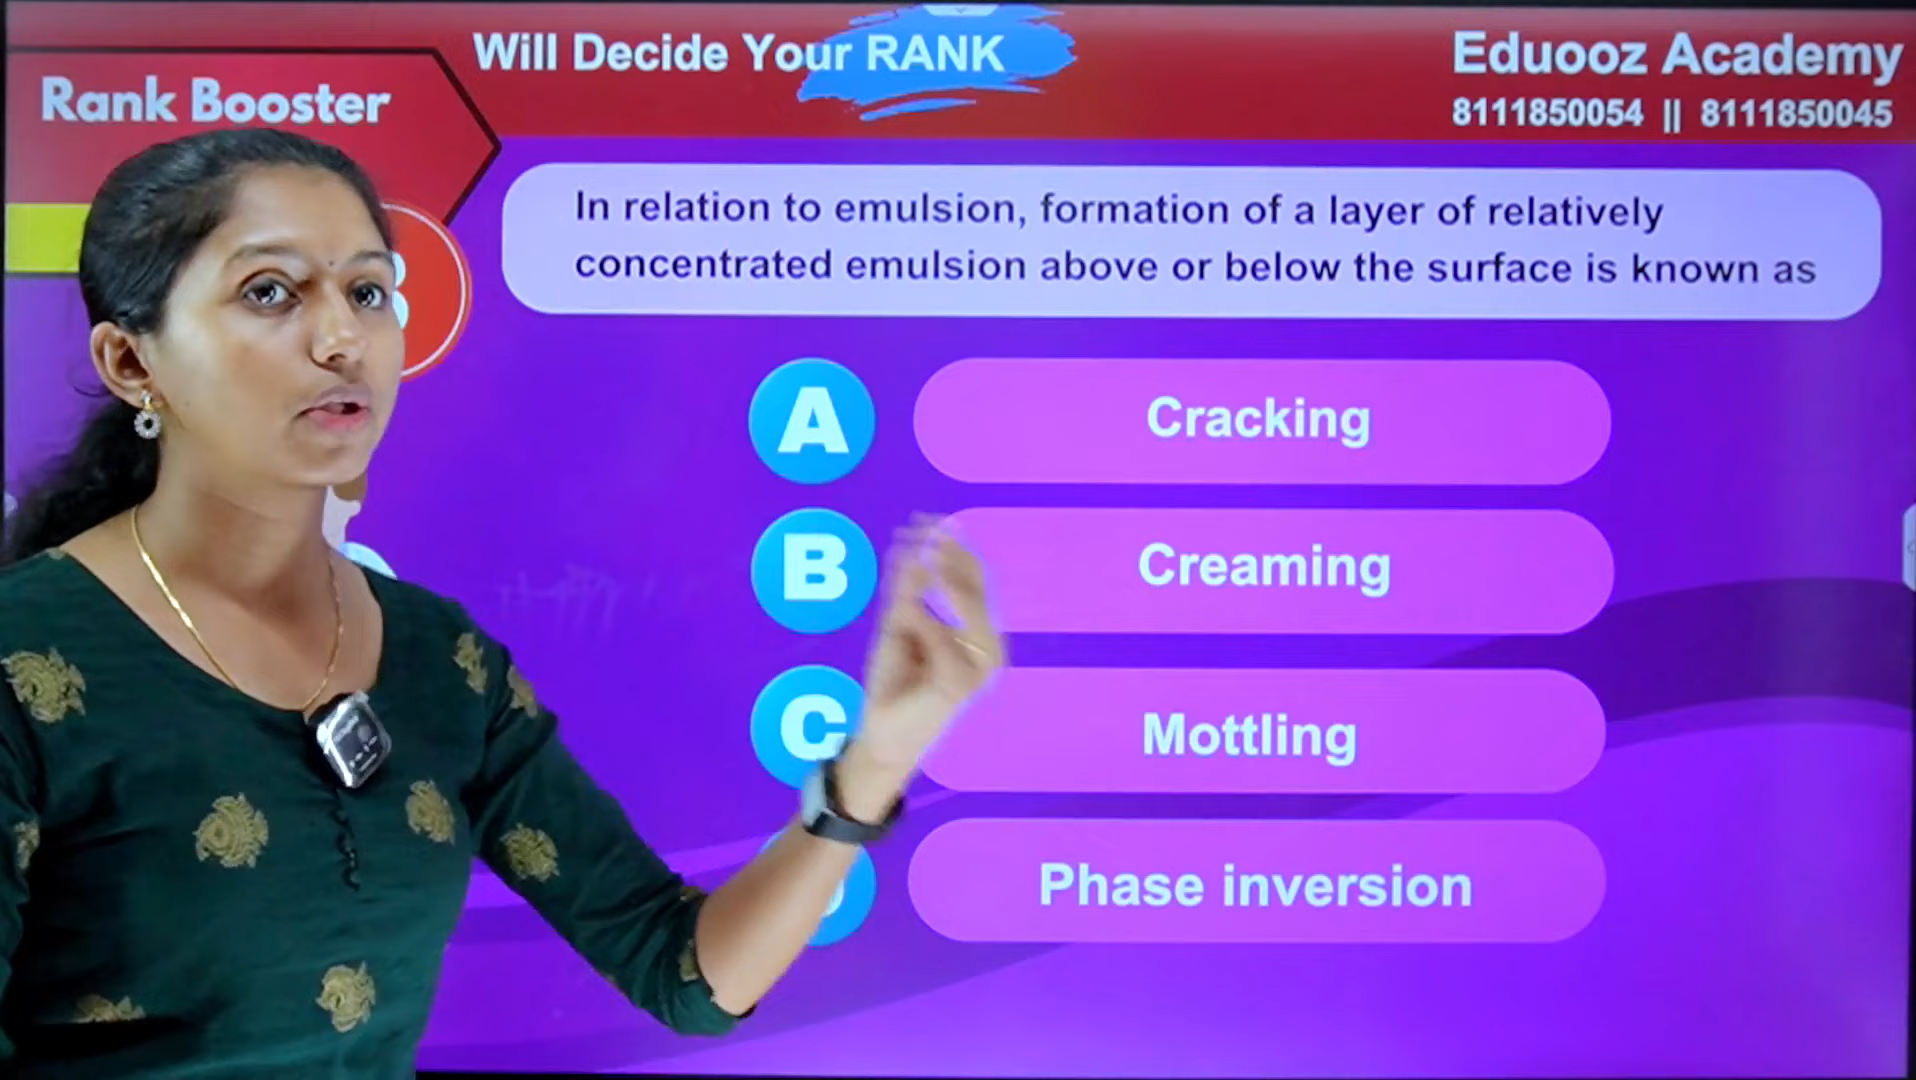 Will Decide Your RANK
Eduooz Academy
8111850054 || 8111850045
Rank Booster
In relation to emulsion, formation of a layer of relatively
concentrated emulsion above or below the surface is known as
A Cracking
B Creaming
C Mottling
Phase inversion